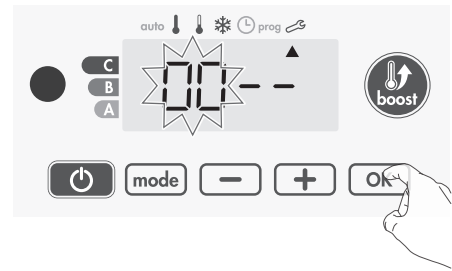 auto prog
C
B
A
00--
boost
mode - + OK